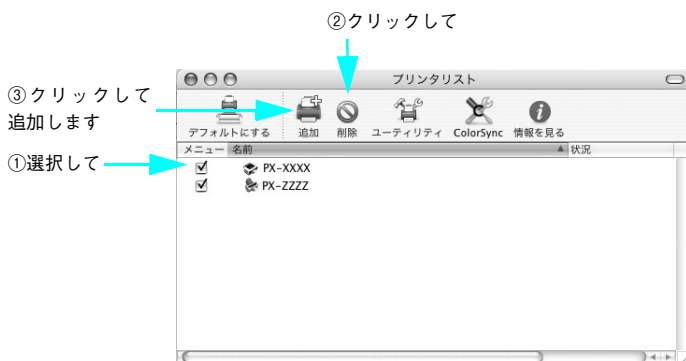 ②クリックして
プリンタリスト
③クリックして
追加します
デフォルトにする 追加 削除 ユーティリティ ColorSync 情報を見る
①選択して
メニュー 名前 状況
PX-XXXX
PX-ZZZZ